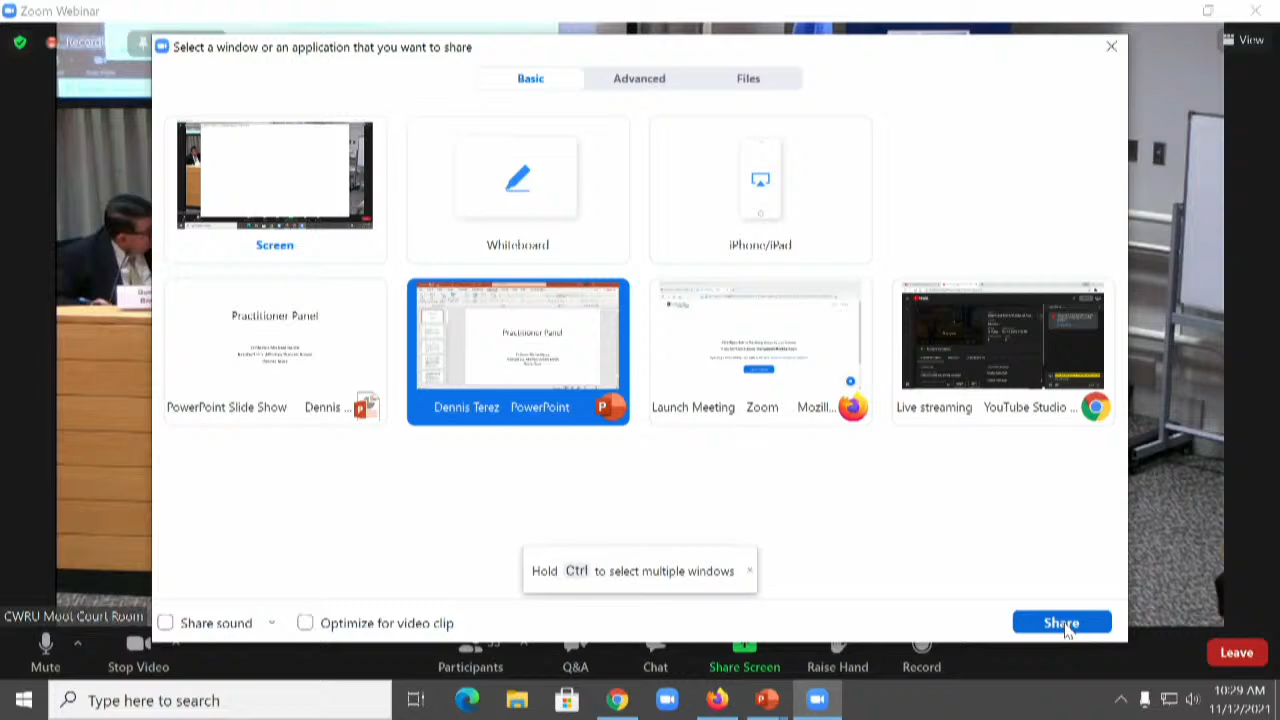 Zoom Webinar
Recordi
View
Select a window or an application that you want to share
Basic Advanced Files
Screen Whiteboard iPhone/iPad
Practitioner Panel
Practitioner Panel
PowerPoint Slide Show Dennis ...
Dennis Terez PowerPoint
Launch Meeting Zoom Mozill...
Live streaming YouTube Studio ...
Hold Ctrl to select multiple windows
CWRU Moot Court Room
Share sound Optimize for video clip Share
Mute Stop Video Participants Q&A Chat Share Screen Raise Hand Record Leave
Type here to search
10:29 AM
11/12/2021